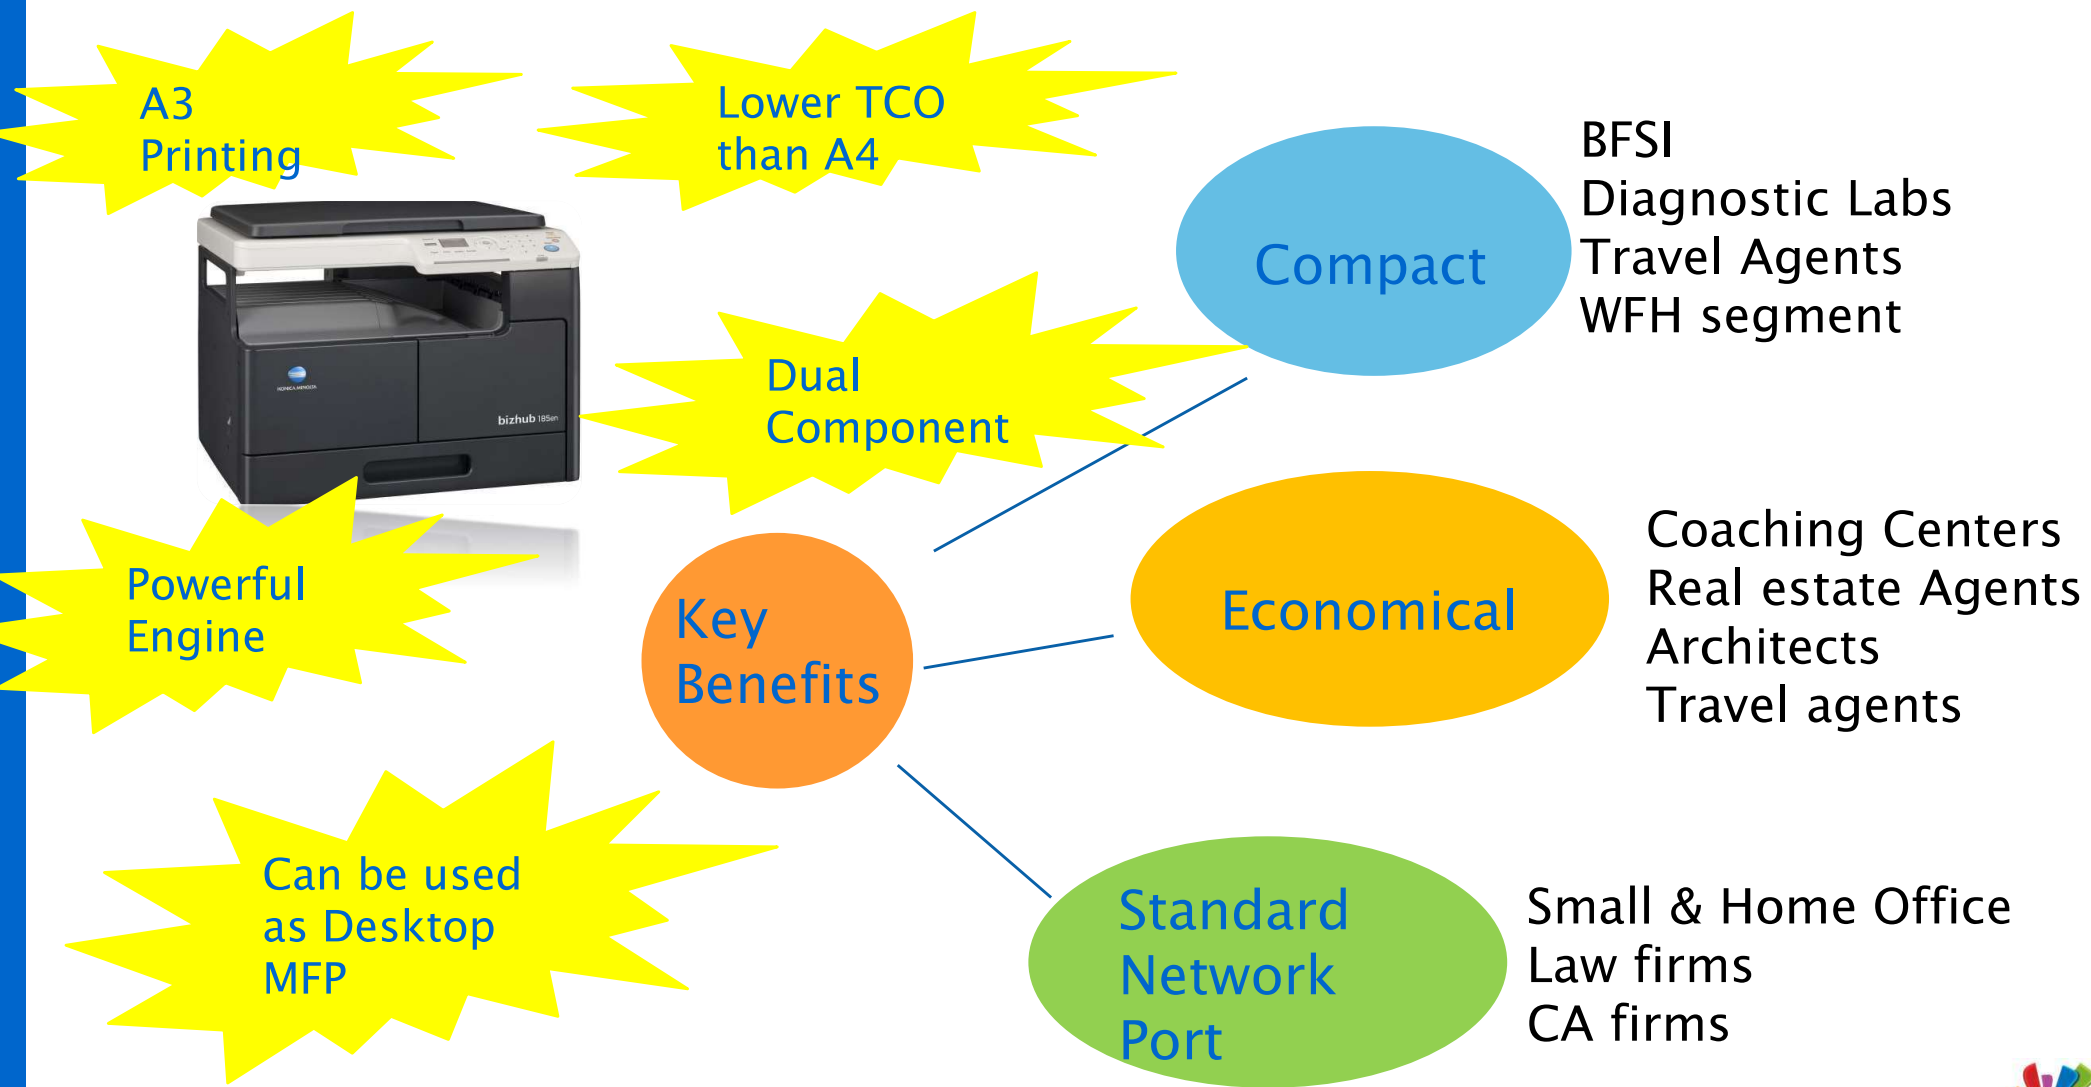 A3
Printing
Lower TCO
than A4
KONICA MINOLTA
bizhub 185en
Dual
Component
Powerful
Engine
Can be used
as Desktop
MFP
Key
Benefits
Compact
BFSI
Diagnostic Labs
Travel Agents
WFH segment
Economical
Coaching Centers
Real estate Agents
Architects
Travel agents
Standard
Network
Port
Small & Home Office
Law firms
CA firms